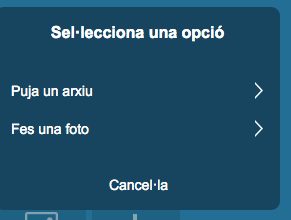 Sel·lecciona una opció
Puja un arxiu
Fes una foto
Cancel·la